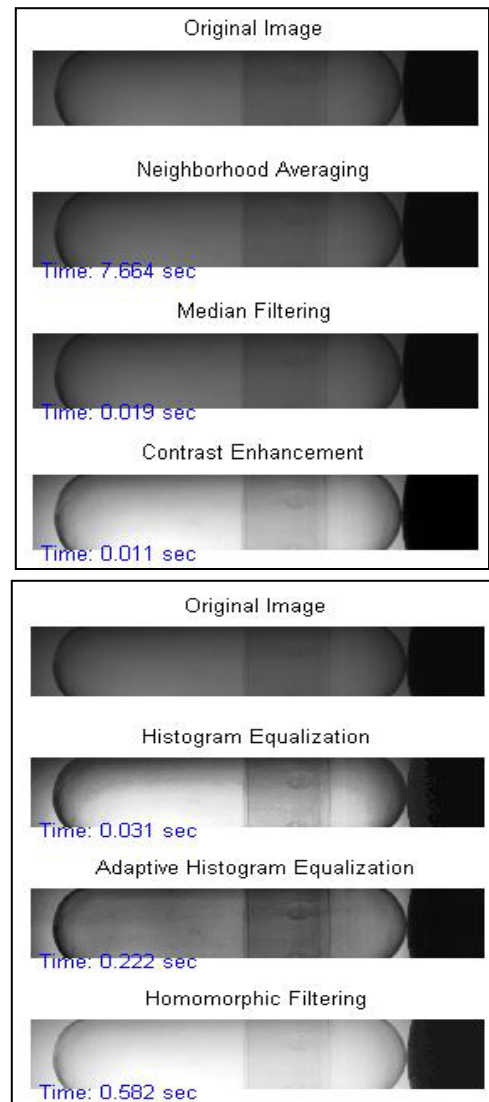 Original Image
Neighborhood Averaging
Time: 7.664 sec
Median Filtering
Time: 0.019 sec
Contrast Enhancement
Time: 0.011 sec
Original Image
Histogram Equalization
Time: 0.031 sec
Adaptive Histogram Equalization
Time: 0.222 sec
Homomorphic Filtering
Time: 0.582 sec